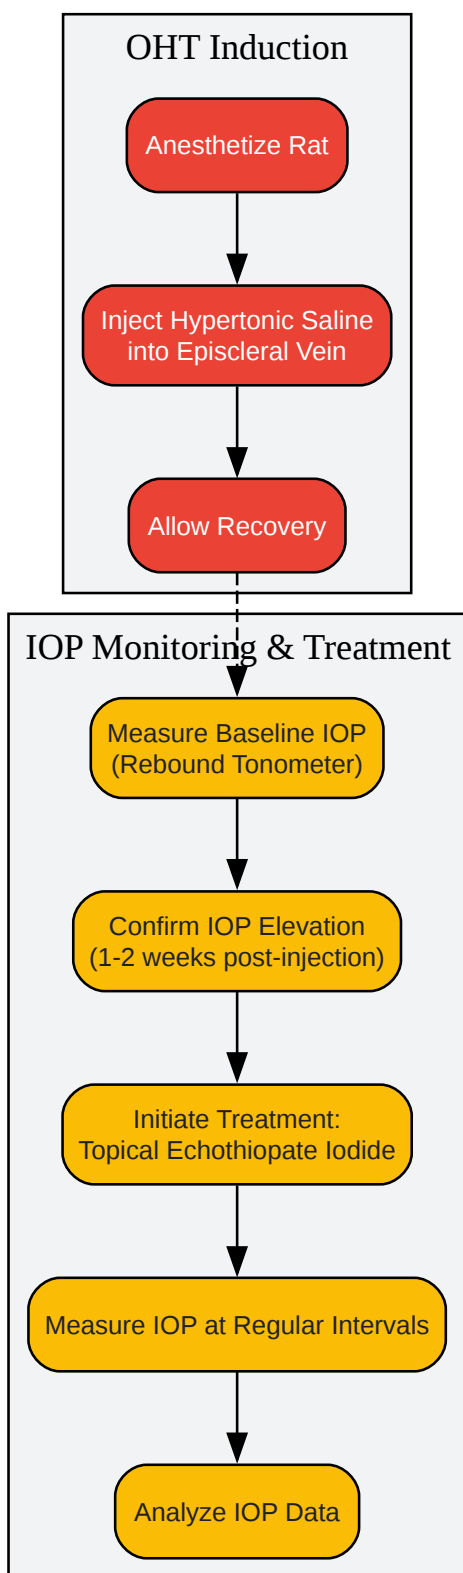 OHT Induction
Anesthetize Rat
Inject Hypertonic Saline
into Episcleral Vein
Allow Recovery
IOP Monitoring & Treatment
Measure Baseline IOP
(Rebound Tonometer)
Confirm IOP Elevation
(1-2 weeks post-injection)
Initiate Treatment:
Topical Echothiopate Iodide
Measure IOP at Regular Intervals
Analyze IOP Data